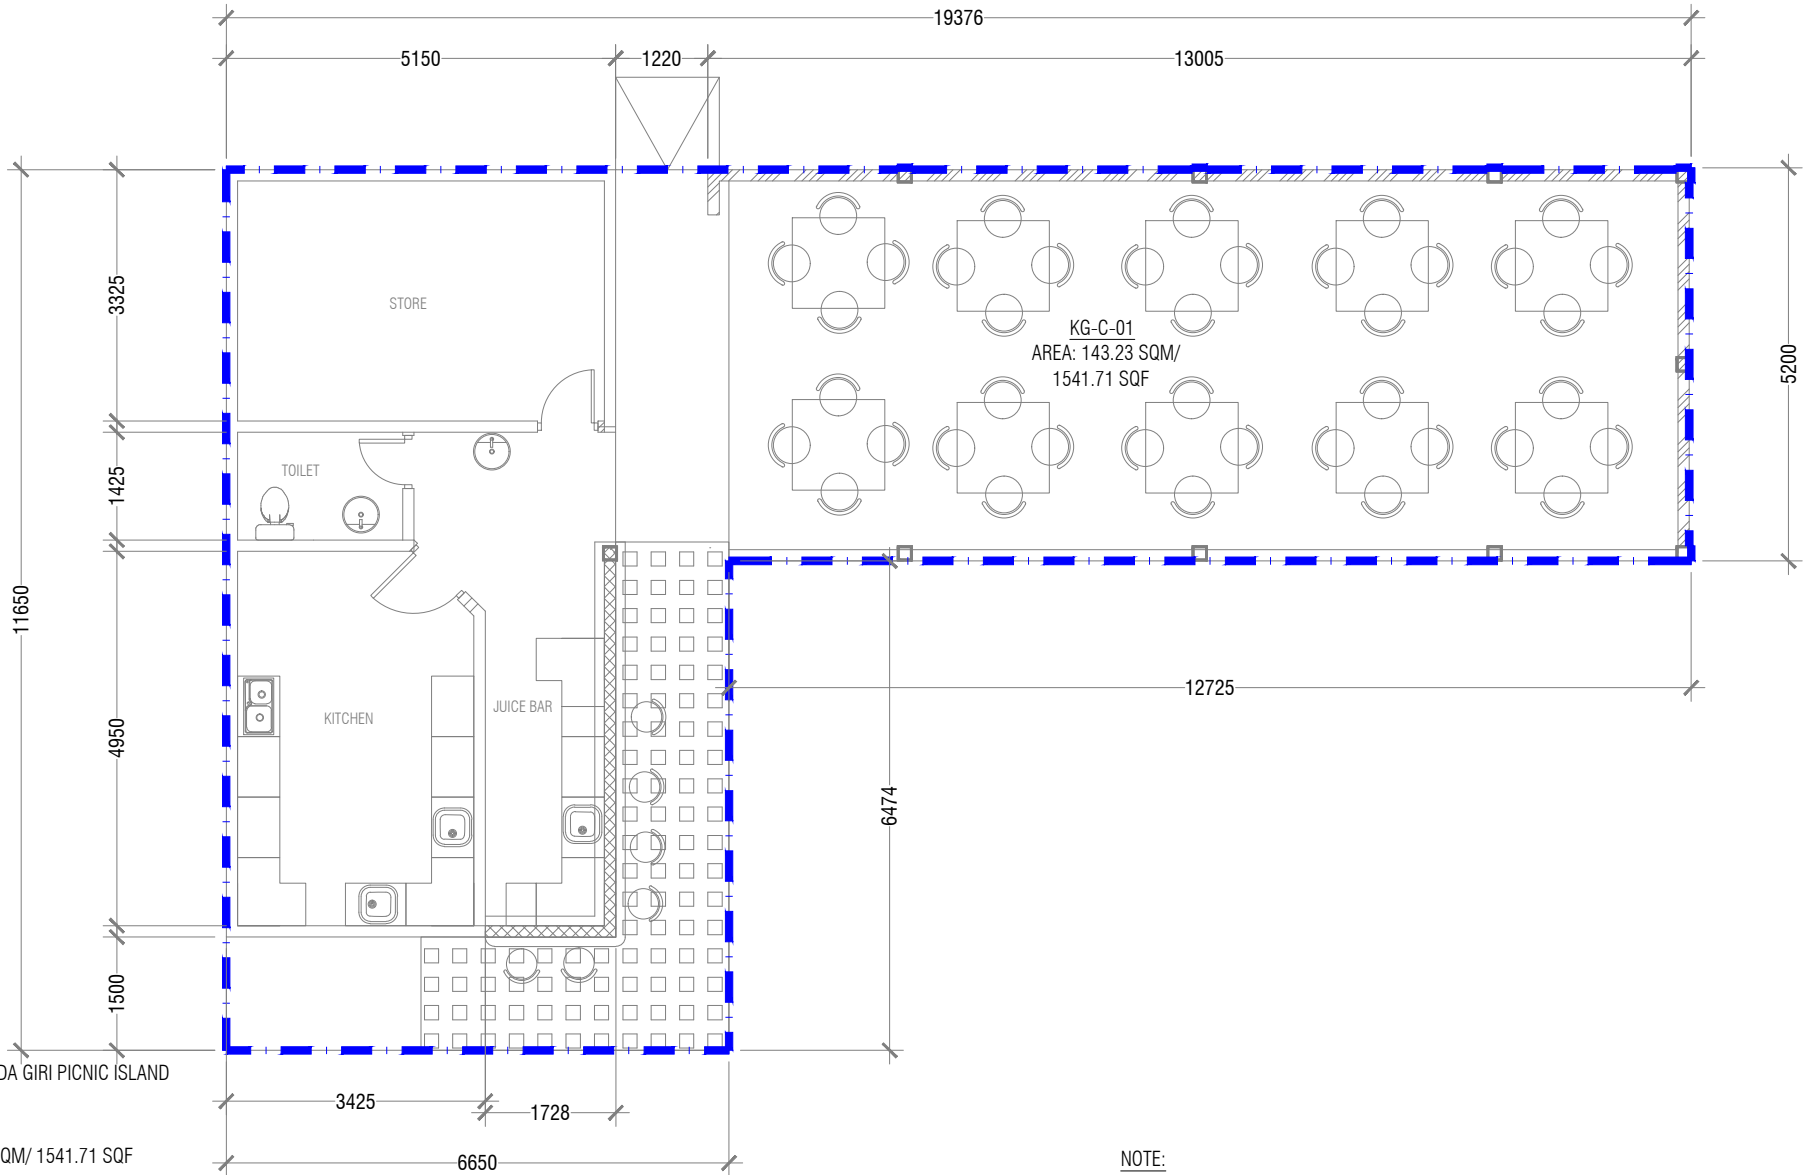 19376
5150
1220
13005
3325
STORE
KG-C-01
AREA: 143.23 SQM/
1541.71 SQF
5200
TOILET
1425
11650
12725
JUICE BAR
KITCHEN
4950
6474
1500
DA GIRI PICNIC ISLAND
3425
1728
QM/ 1541.71 SQF
6650
NOTE: